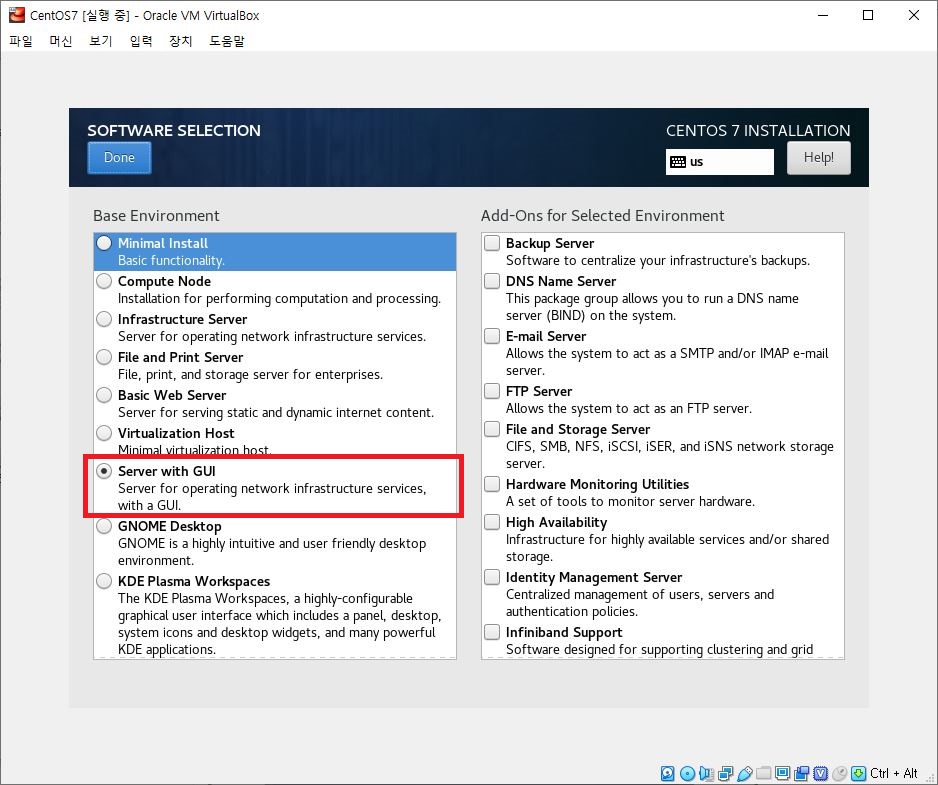 CentOS7 [실행 중] - Oracle VM VirtualBox
파일 머신 보기 입력 장치 도움말
SOFTWARE SELECTION
Done
CENTOS 7 INSTALLATION
us
Help!
Base Environment
Minimal Install
Basic functionality.
Compute Node
Installation for performing computation and processing.
Infrastructure Server
Server for operating network infrastructure services.
File and Print Server
File, print, and storage server for enterprises.
Basic Web Server
Server for serving static and dynamic internet content.
Virtualization Host
Minimal virtualization host.
Server with GUI
Server for operating network infrastructure services,
with a GUI.
GNOME Desktop
GNOME is a highly intuitive and user friendly desktop
environment.
KDE Plasma Workspaces
The KDE Plasma Workspaces, a highly-configurable
graphical user interface which includes a panel, desktop,
system icons and desktop widgets, and many powerful
KDE applications.
Add-Ons for Selected Environment
Backup Server
Software to centralize your infrastructure's backups.
DNS Name Server
This package group allows you to run a DNS name
server (BIND) on the system.
E-mail Server
Allows the system to act as a SMTP and/or IMAP e-mail
server.
FTP Server
Allows the system to act as an FTP server.
File and Storage Server
CIFS, SMB, NFS, iSCSI, iSER, and iSNS network storage
server.
Hardware Monitoring Utilities
A set of tools to monitor server hardware.
High Availability
Infrastructure for highly available services and/or shared
storage.
Identity Management Server
Centralized management of users, servers and
authentication policies.
Infiniband Support
Software designed for supporting clustering and grid
Ctrl + Alt